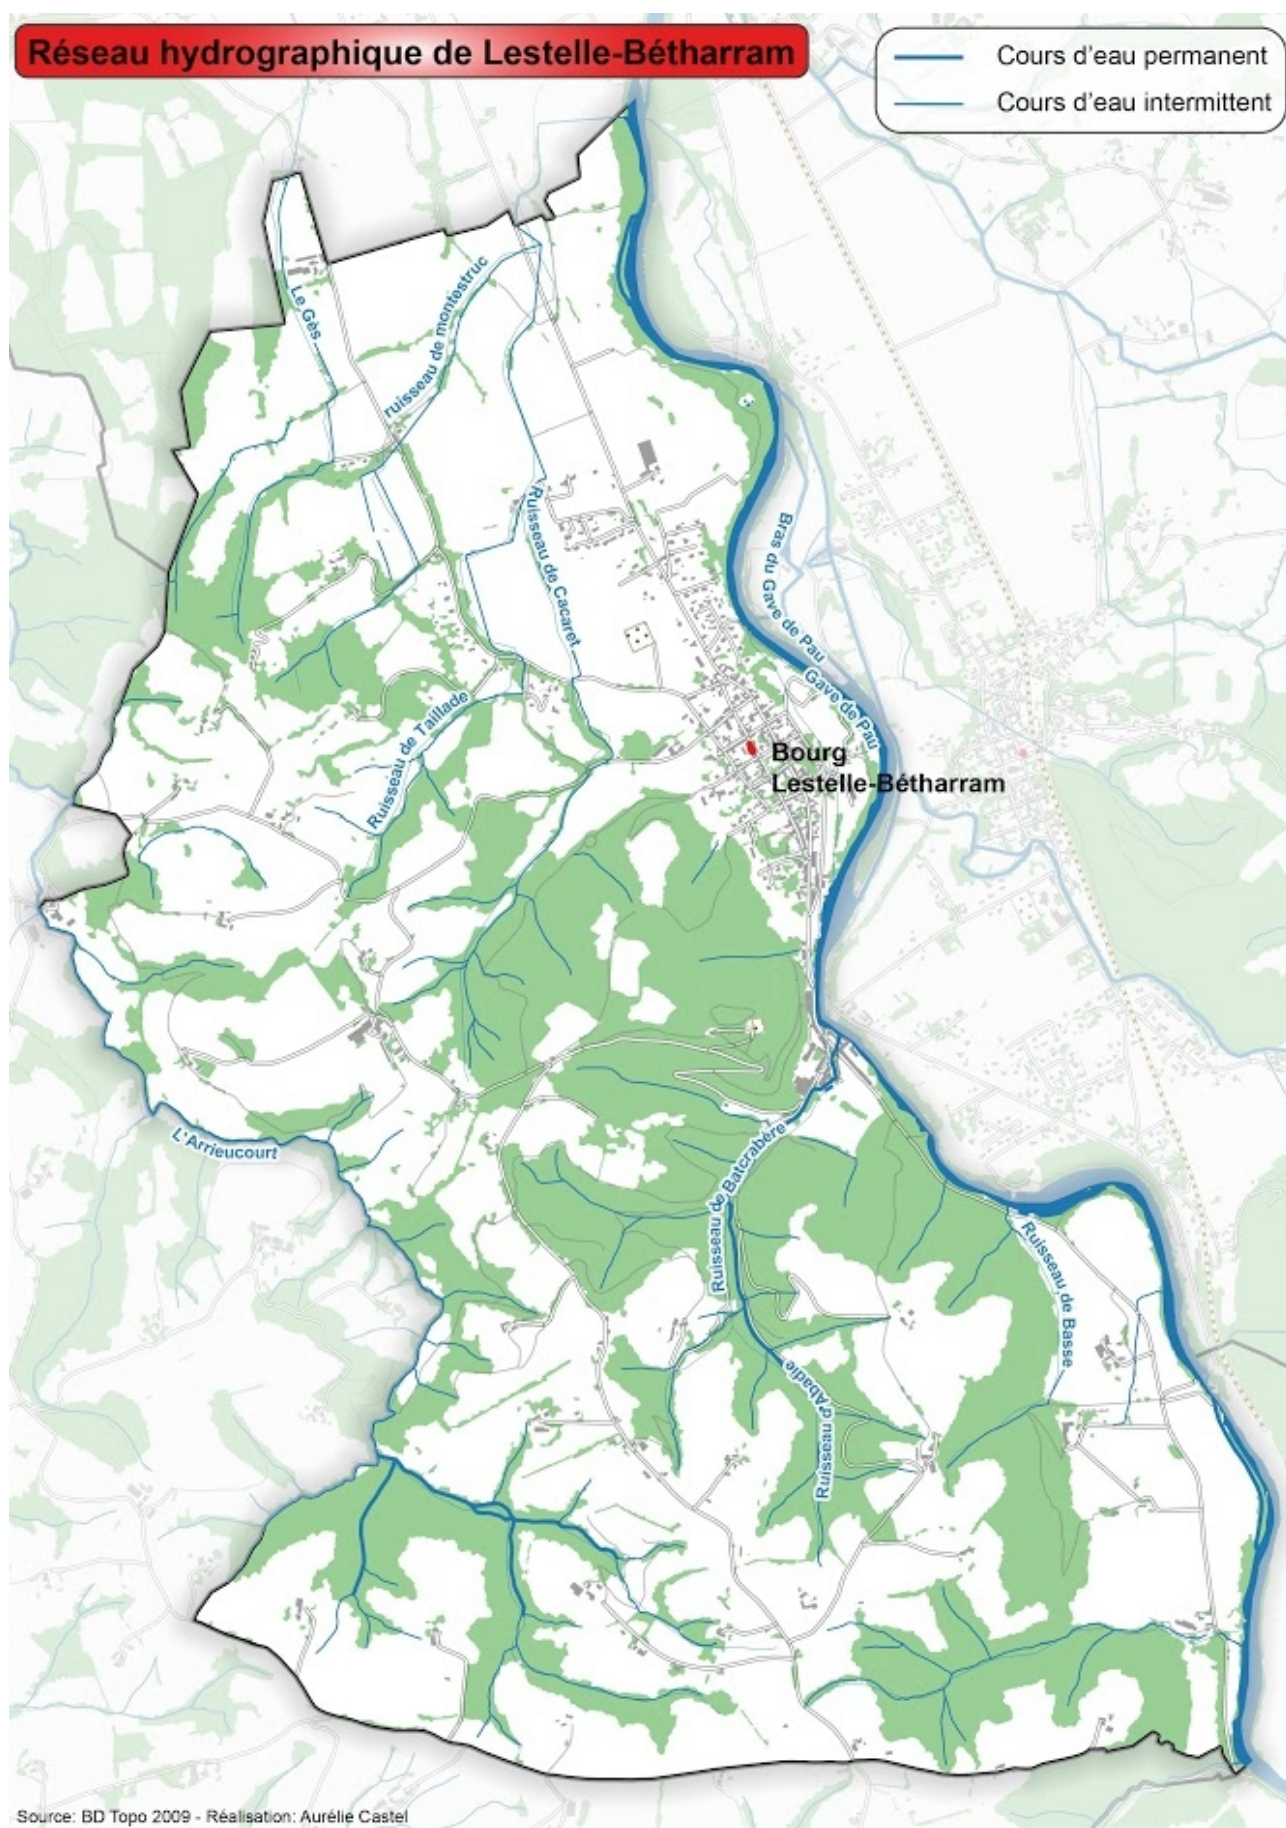 Réseau hydrographique de Lestelle-Bétharram
Cours d'eau permanent
Cours d'eau intermittent
Le Gès
ruisseau de montestruc
Ruisseau de Cacaret
Bras du Gave de Pau
Gave de Pau
Ruisseau de Taillade
Bourg
Lestelle-Bétharram
L'Arrieucourt
Ruisseau de Batcrabère
Ruisseau de Basse
Ruisseau d'Abadie
Source: BD Topo 2009 - Réalisation: Aurélie Castel